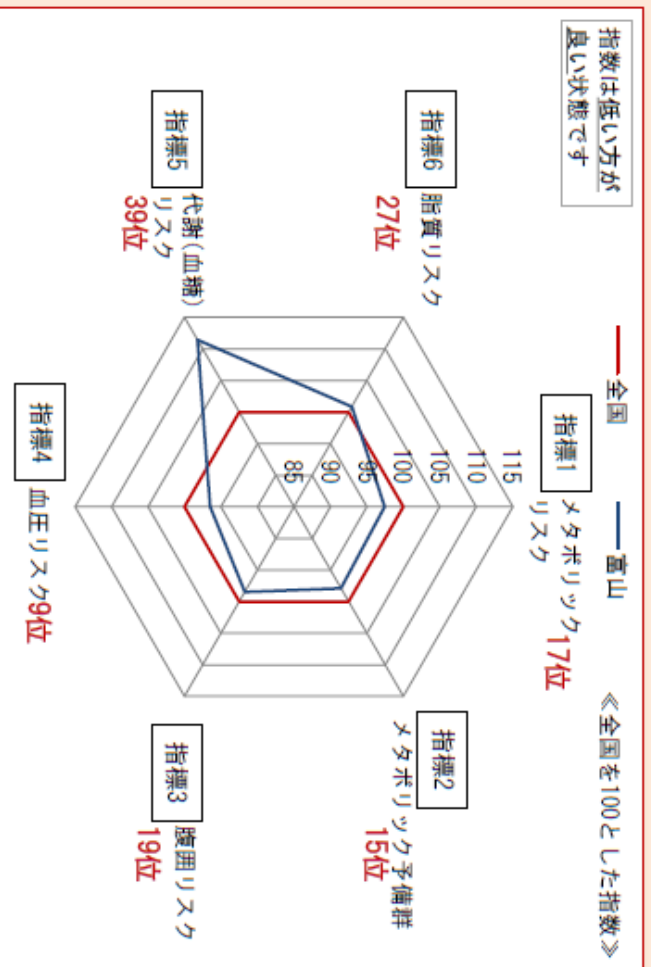 指数は低い方が
良い状態です
全国
富山
≪全国を100とした指数≫
指標1
メタボリック
リスク
17位
指標2
メタボリック予備群
15位
指標3
腹囲リスク
19位
指標4
血圧リスク9位
指標5
代謝(血糖)
リスク
39位
指標6
脂質リスク
27位
115
110
105
100
95
90
85